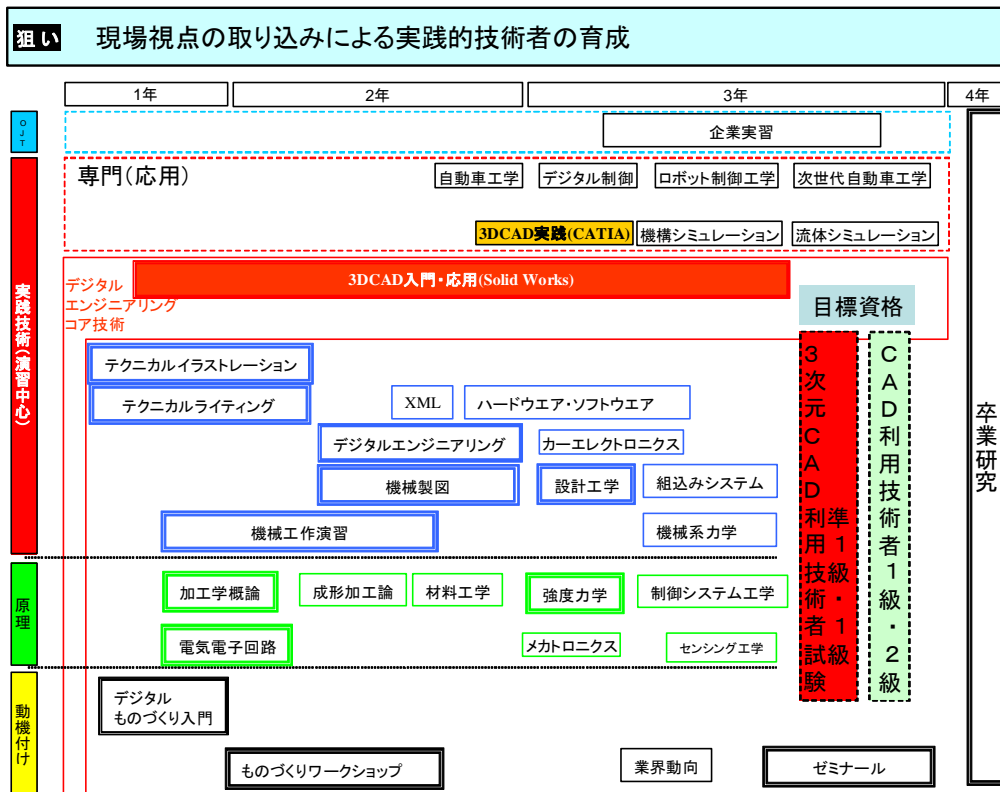 狙い 現場視点の取り込みによる実践的技術者の育成
1年 2年 3年 4年
OJT
企業実習
実践技術(演習中心)
専門(応用)
自動車工学 デジタル制御 ロボット制御工学 次世代自動車工学
3DCAD実践(CATIA) 機構シミュレーション 流体シミュレーション
デジタル
エンジニアリング
コア技術
3DCAD入門・応用(Solid Works)
目標資格
3次元CAD利用技術者試験
準1級・1級
CAD利用技術者1級・2級
卒業研究
テクニカルイラストレーション
テクニカルライティング XML ハードウエア・ソフトウエア
デジタルエンジニアリング カーエレクトロニクス
機械製図 設計工学 組込みシステム
機械工作演習 機械系力学
原理
加工学概論 成形加工論 材料工学 強度力学 制御システム工学
電気電子回路 メカトロニクス センシング工学
動機付け
デジタル
ものづくり入門
ものづくりワークショップ 業界動向 ゼミナール